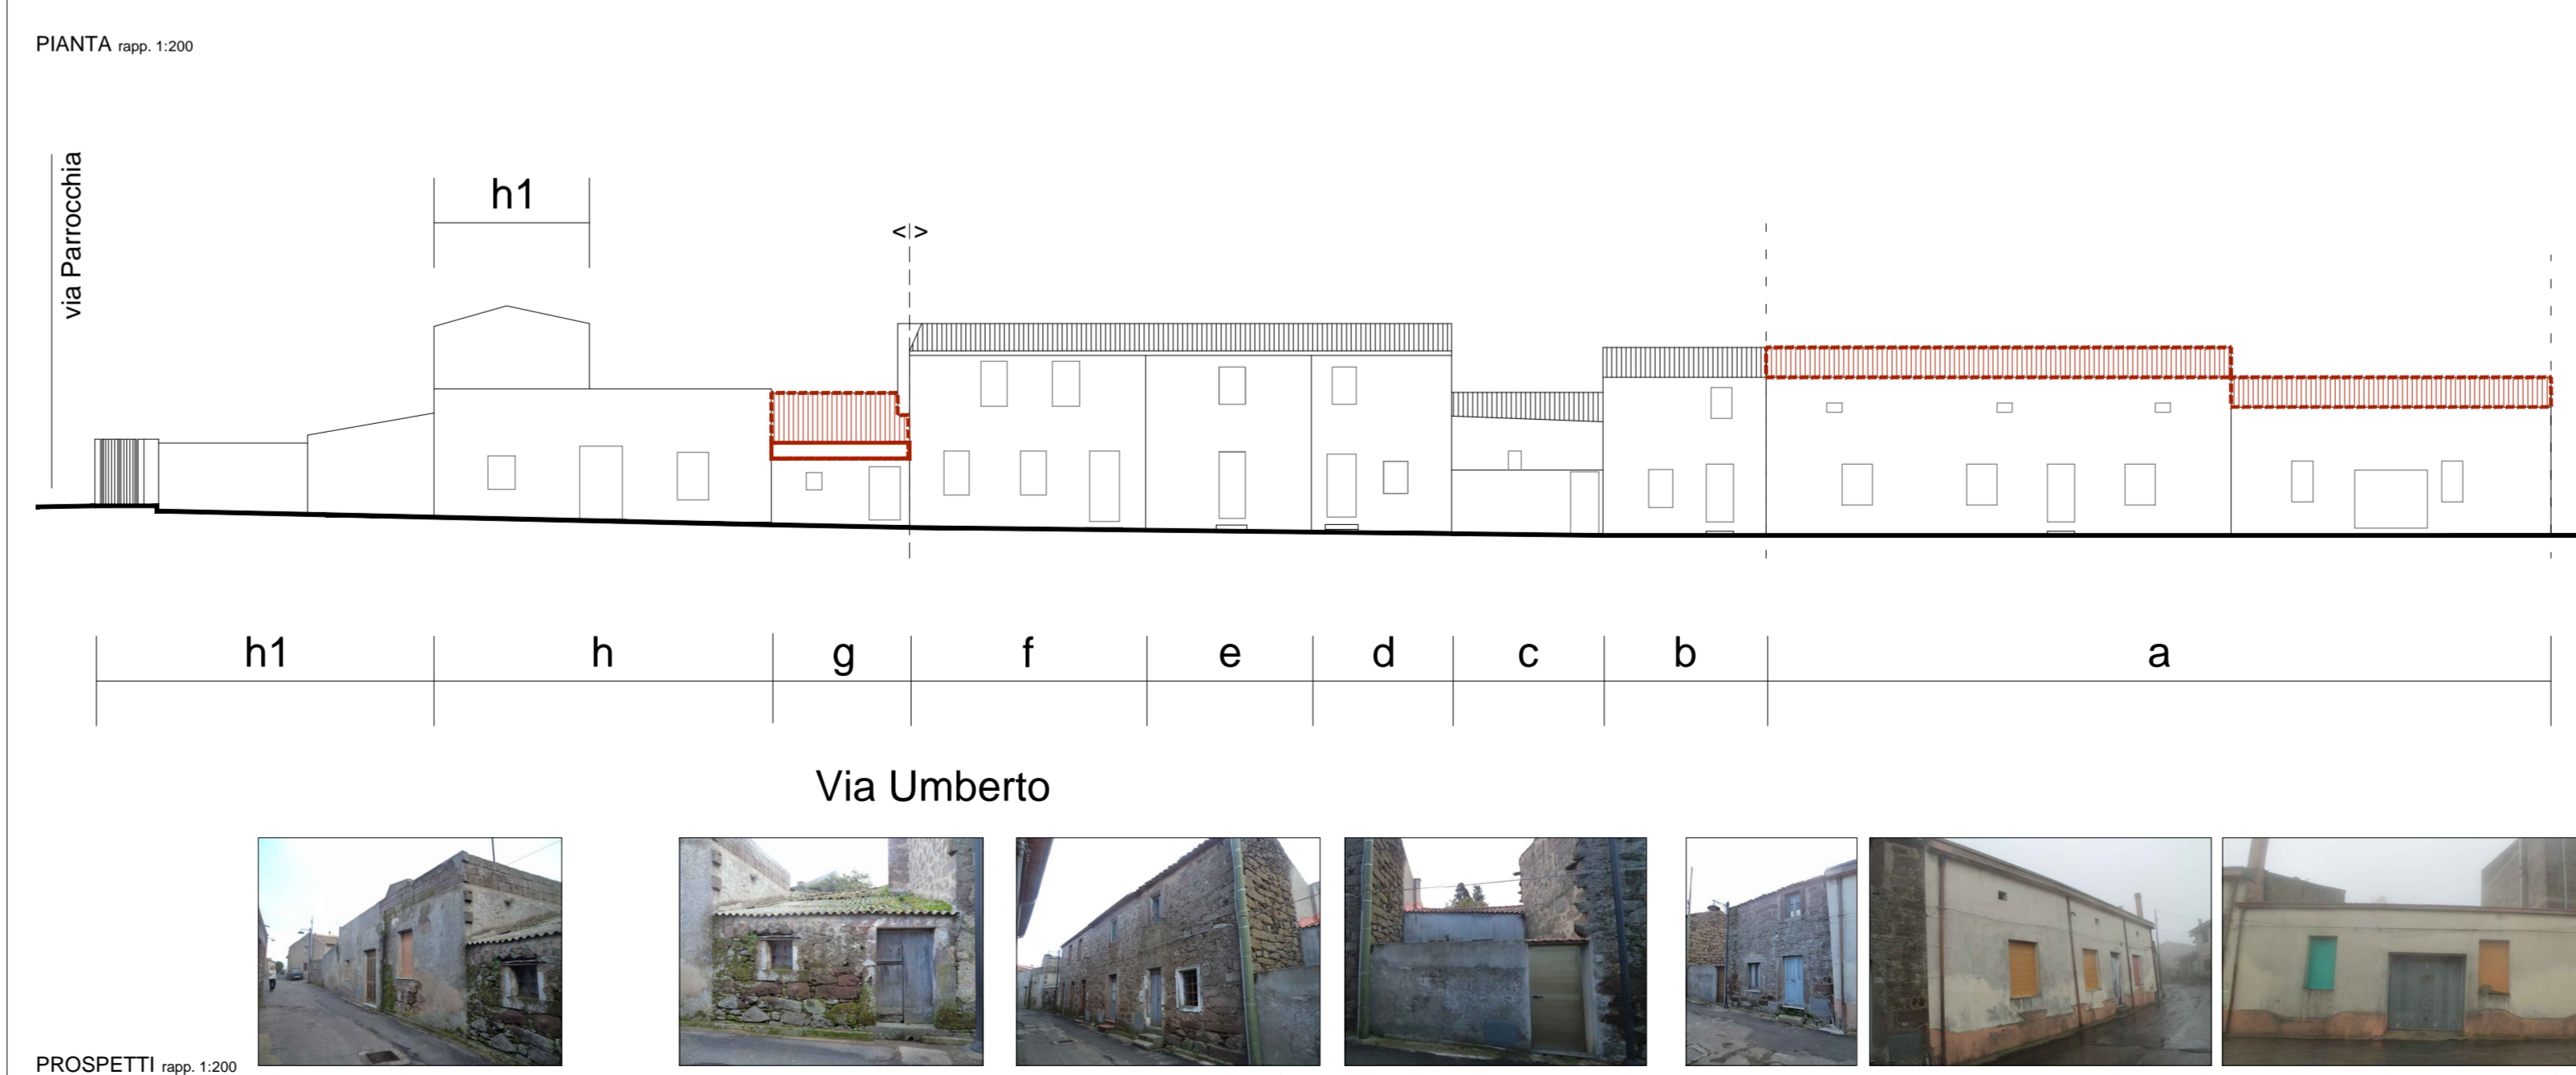 PIANTA rapp. 1:200
via Parrocchia
h1
<|>
h1 h g f e d c b a
Via Umberto
PROSPETTI rapp. 1:200